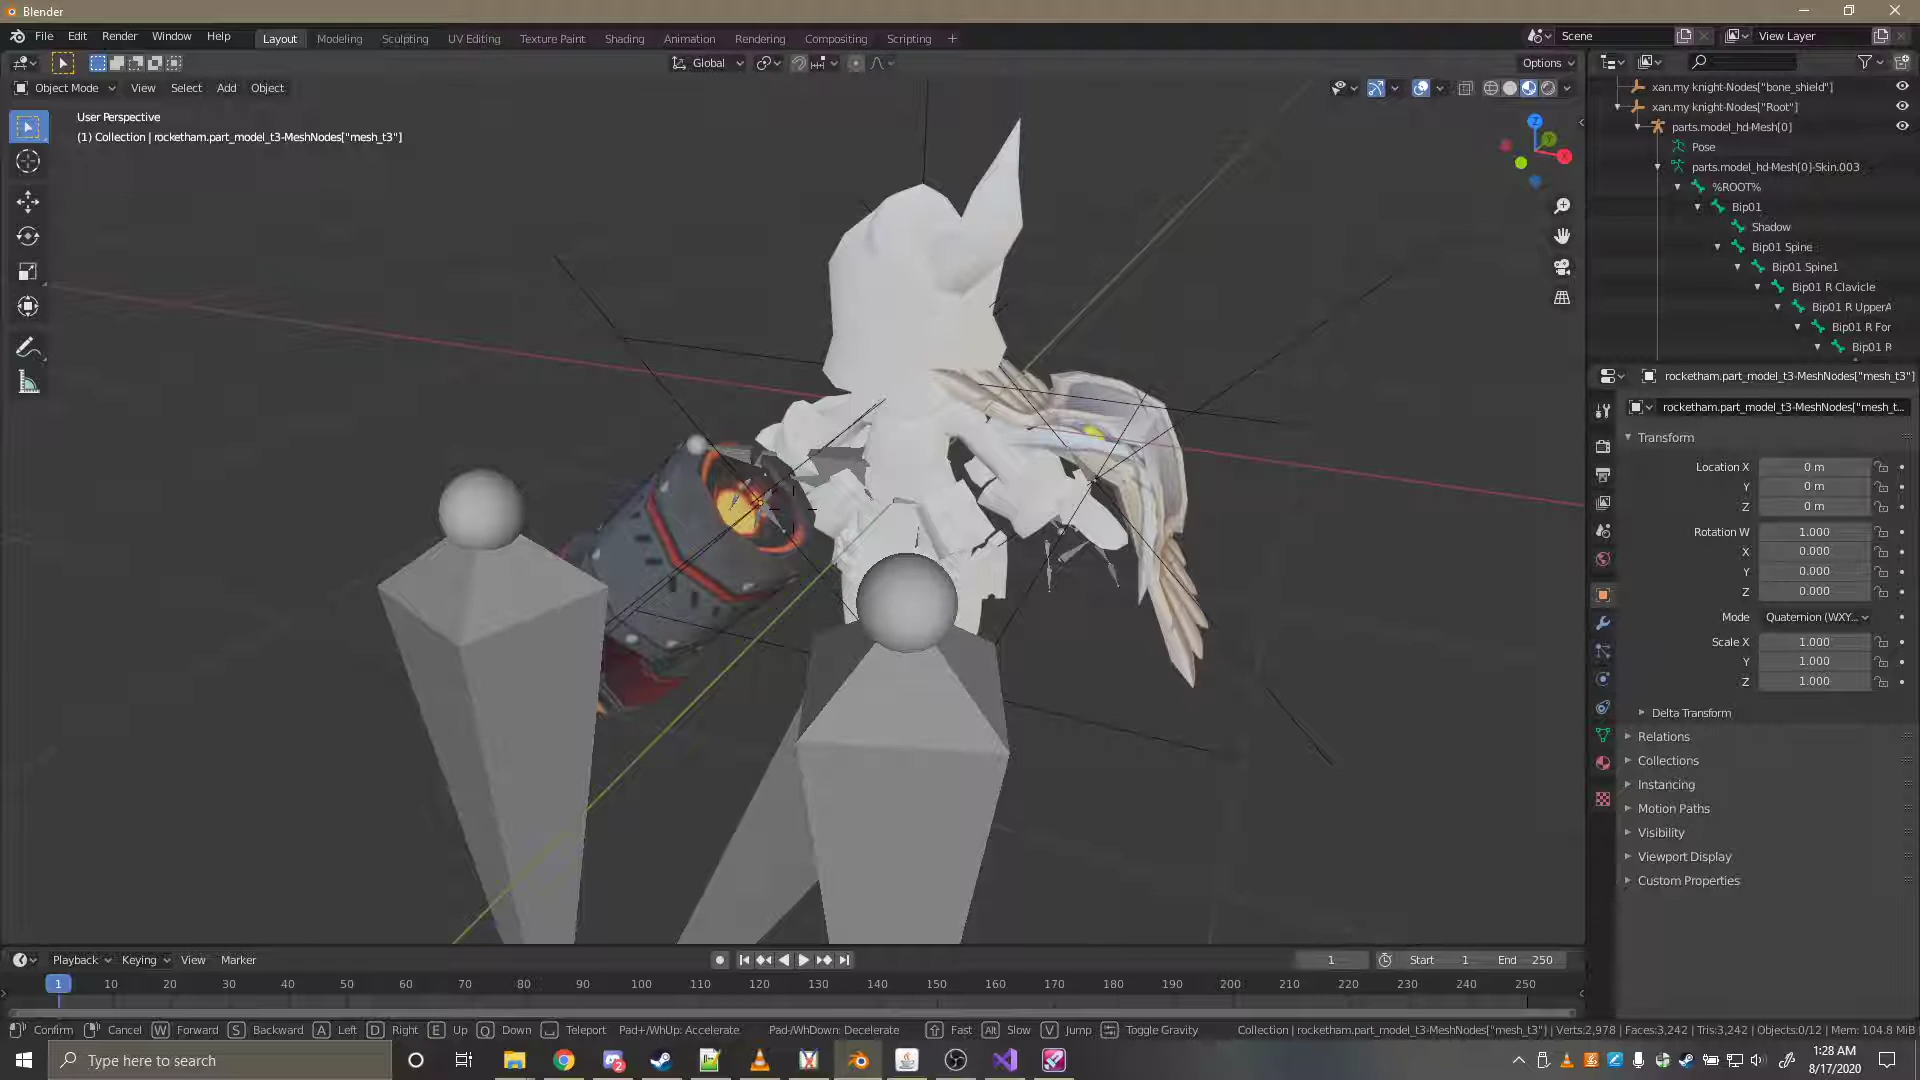 Blender
File Edit Render Window Help
Layout Modeling Sculpting UV Editing Texture Paint Shading Animation Rendering Compositing Scripting
Scene View Layer
Global Options
Object Mode View Select Add Object
User Perspective
(1) Collection | rocketham.part_model_t3-MeshNodes["mesh_t3"]
Z
Y
X
xan.my knight-Nodes["bone_shield"]
xan.my knight-Nodes["Root"]
parts.model_hd-Mesh[0]
Pose
parts.model_hd-Mesh[0]-Skin.003
%ROOT%
Bip01
Shadow
Bip01 Spine
Bip01 Spine1
Bip01 R Clavicle
Bip01 R UpperA
Bip01 R For
Bip01 R
rocketham.part_model_t3-MeshNodes["mesh_t3"]
rocketham.part_model_t3-MeshNodes["mesh_t...
Transform
Location X 0 m
Y 0 m
Z 0 m
Rotation W 1.000
X 0.000
Y 0.000
Z 0.000
Mode Quaternion (WXY...
Scale X 1.000
Y 1.000
Z 1.000
Delta Transform
Relations
Collections
Instancing
Motion Paths
Visibility
Viewport Display
Custom Properties
Playback Keying View Marker 1 Start 1 End 250
1 10 20 30 40 50 60 70 80 90 100 110 120 130 140 150 160 170 180 190 200 210 220 230 240 250
Confirm Cancel W Forward S Backward A Left D Right E Up Q Down Teleport Pad+/WhUp: Accelerate Pad-/WhDown: Decelerate Fast Alt Slow V Jump Toggle Gravity Collection | rocketham.part_model_t3-MeshNodes["mesh_t3"] | Verts:2,978 | Faces:3,242 | Tris:3,242 | Objects:0/12 | Mem: 104.8 MiB
Type here to search
2
1:28 AM
8/17/2020